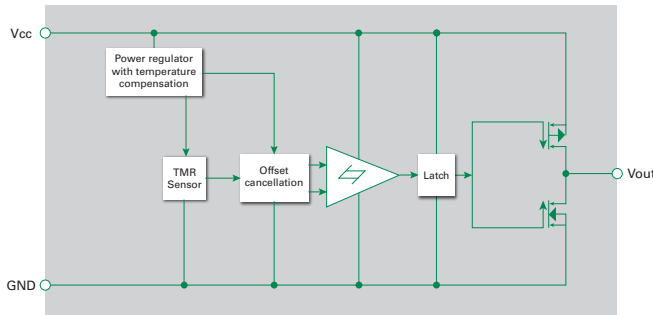 Vcc
Power regulator
with temperature
compensation
TMR
Sensor
Offset
cancellation
Latch
Vout
GND